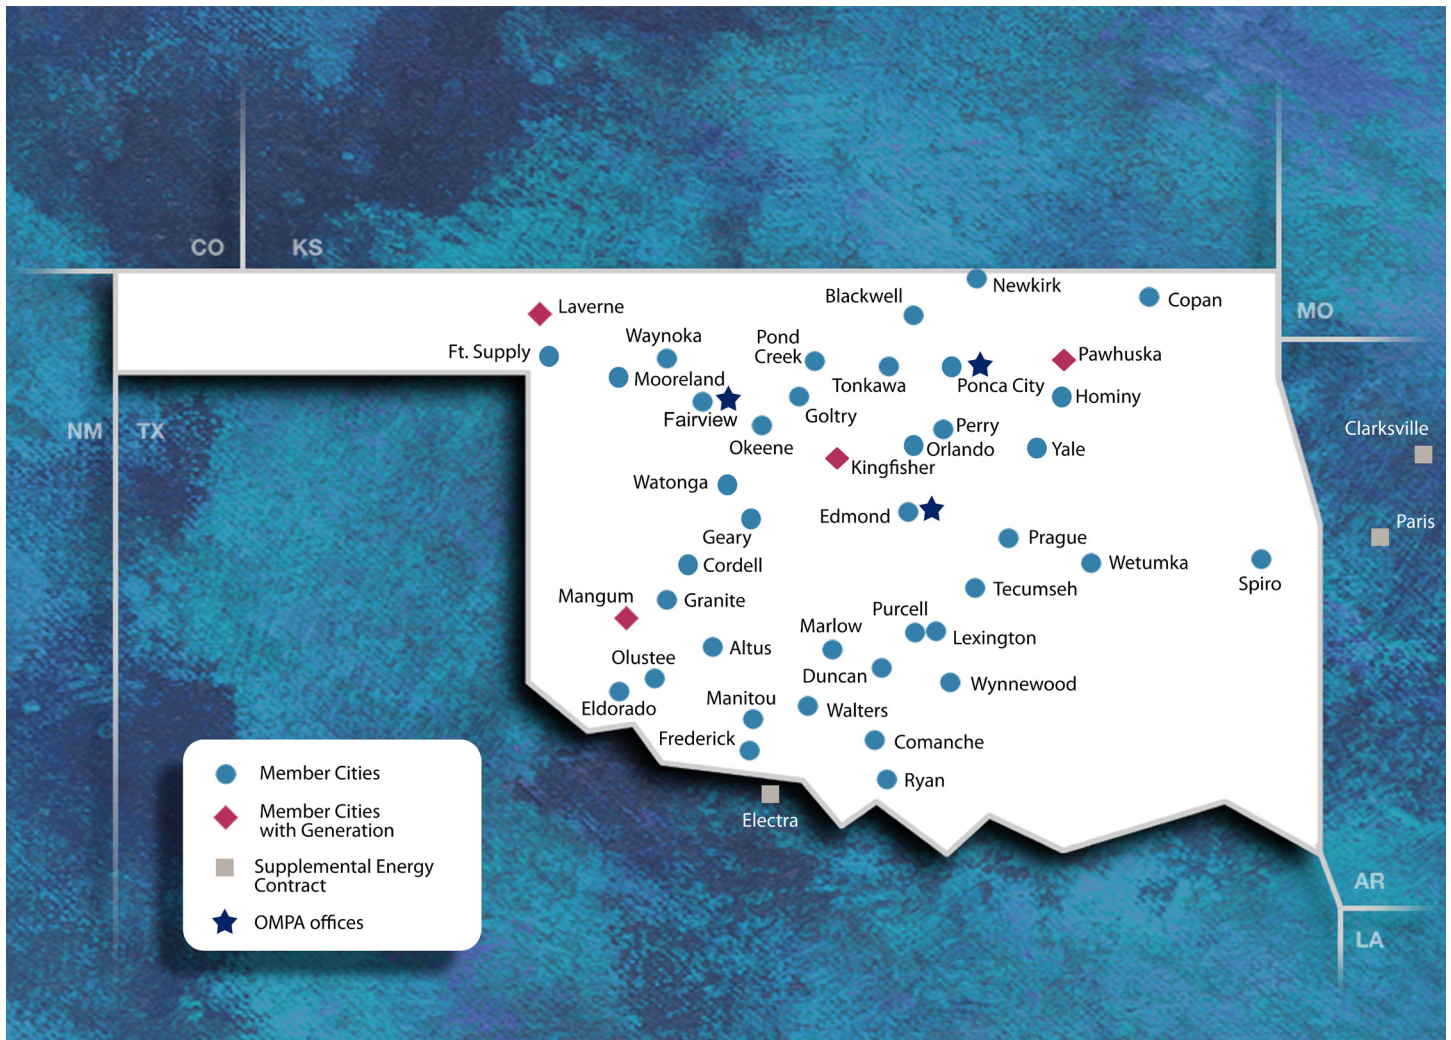 CO
KS
Newkirk
Blackwell
Copan
Laverne
MO
Waynoka
Pond
Creek
Ft. Supply
Pawhuska
Mooreland
Tonkawa
Ponca City
Hominy
Fairview
Goltry
NM
TX
Perry
Clarksville
Okeene
Orlando
Yale
Kingfisher
Watonga
Edmond
Paris
Geary
Prague
Cordell
Wetumka
Spiro
Mangum
Granite
Tecumseh
Purcell
Marlow
Lexington
Altus
Olustee
Duncan
Wynnewood
Eldorado
Manitou
Walters
Frederick
Comanche
Ryan
Electra
Member Cities
Member Cities
with Generation
Supplemental Energy
Contract
OMPA offices
AR
LA